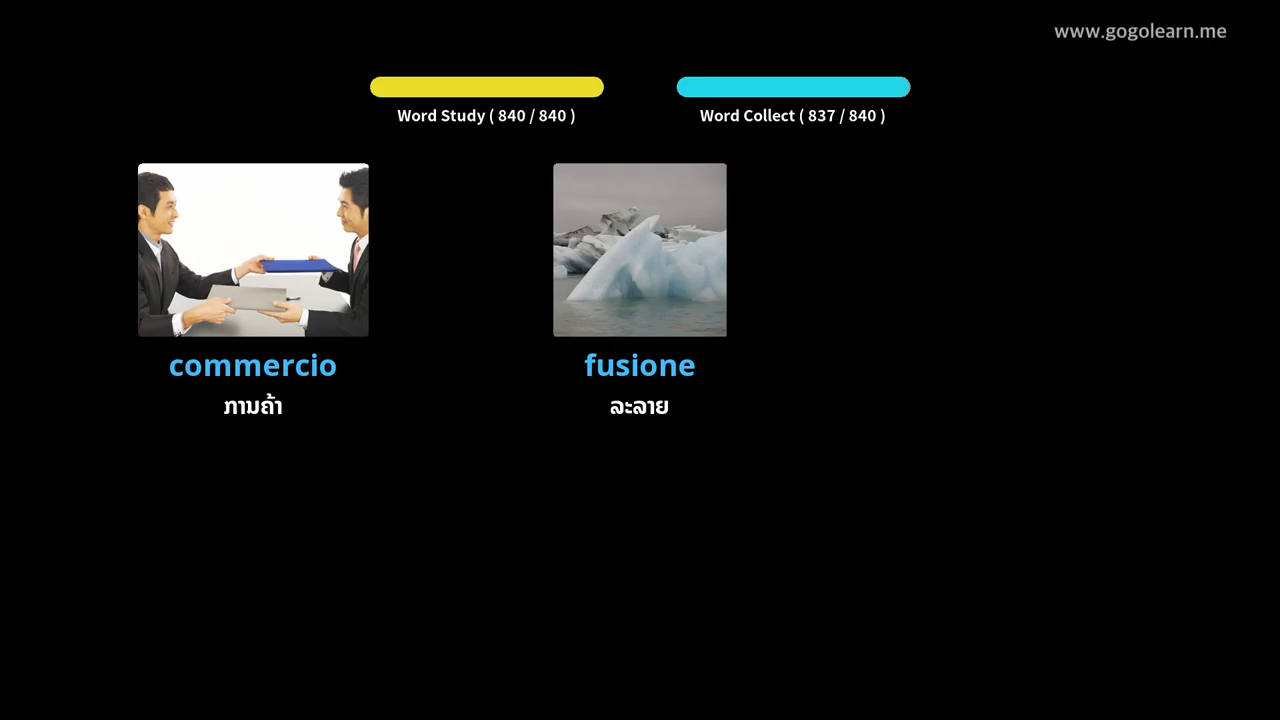 www.gogolearn.me
Word Study ( 840 / 840 )
Word Collect ( 837 / 840 )
commercio
ການຄ້າ
fusione
ລະລາຍ